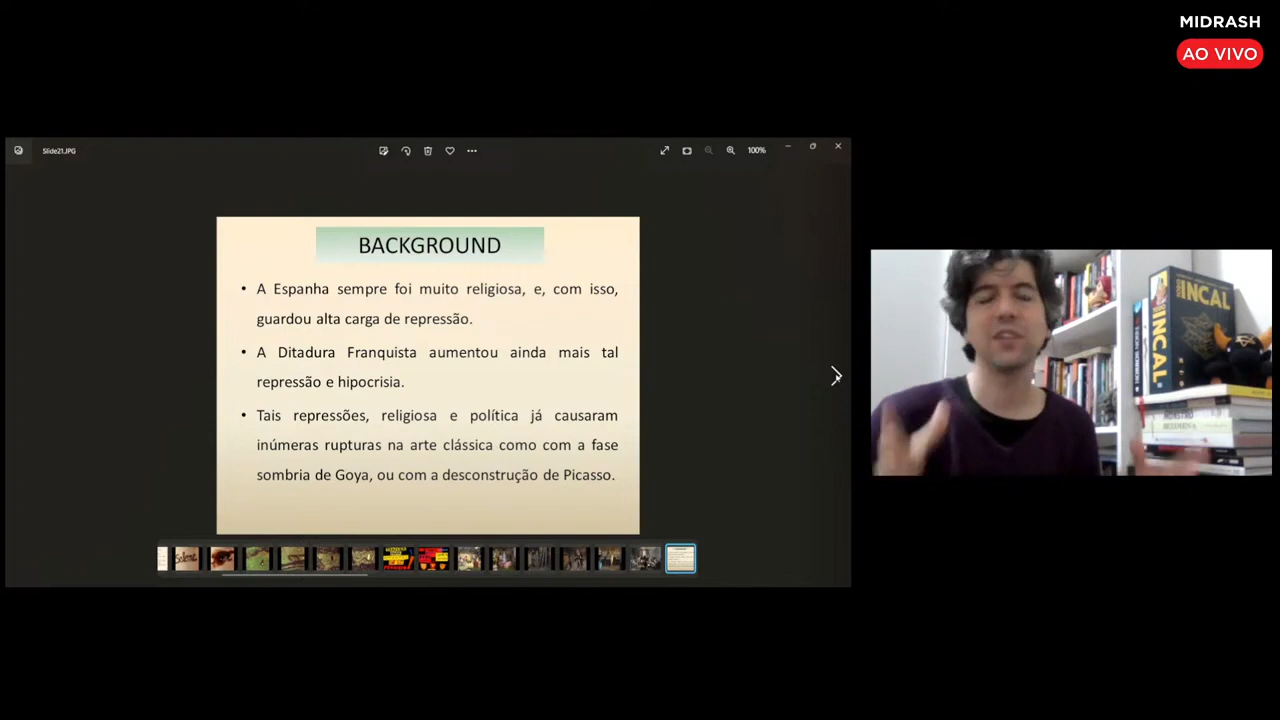 MIDRASH
AO VIVO
Slide21.JPG
100%
BACKGROUND
• A Espanha sempre foi muito religiosa, e, com isso,
guardou alta carga de repressão.
• A Ditadura Franquista aumentou ainda mais tal
repressão e hipocrisia.
• Tais repressões, religiosa e política já causaram
inúmeras rupturas na arte clássica como com a fase
sombria de Goya, ou com a desconstrução de Picasso.
INCAL
INCAL